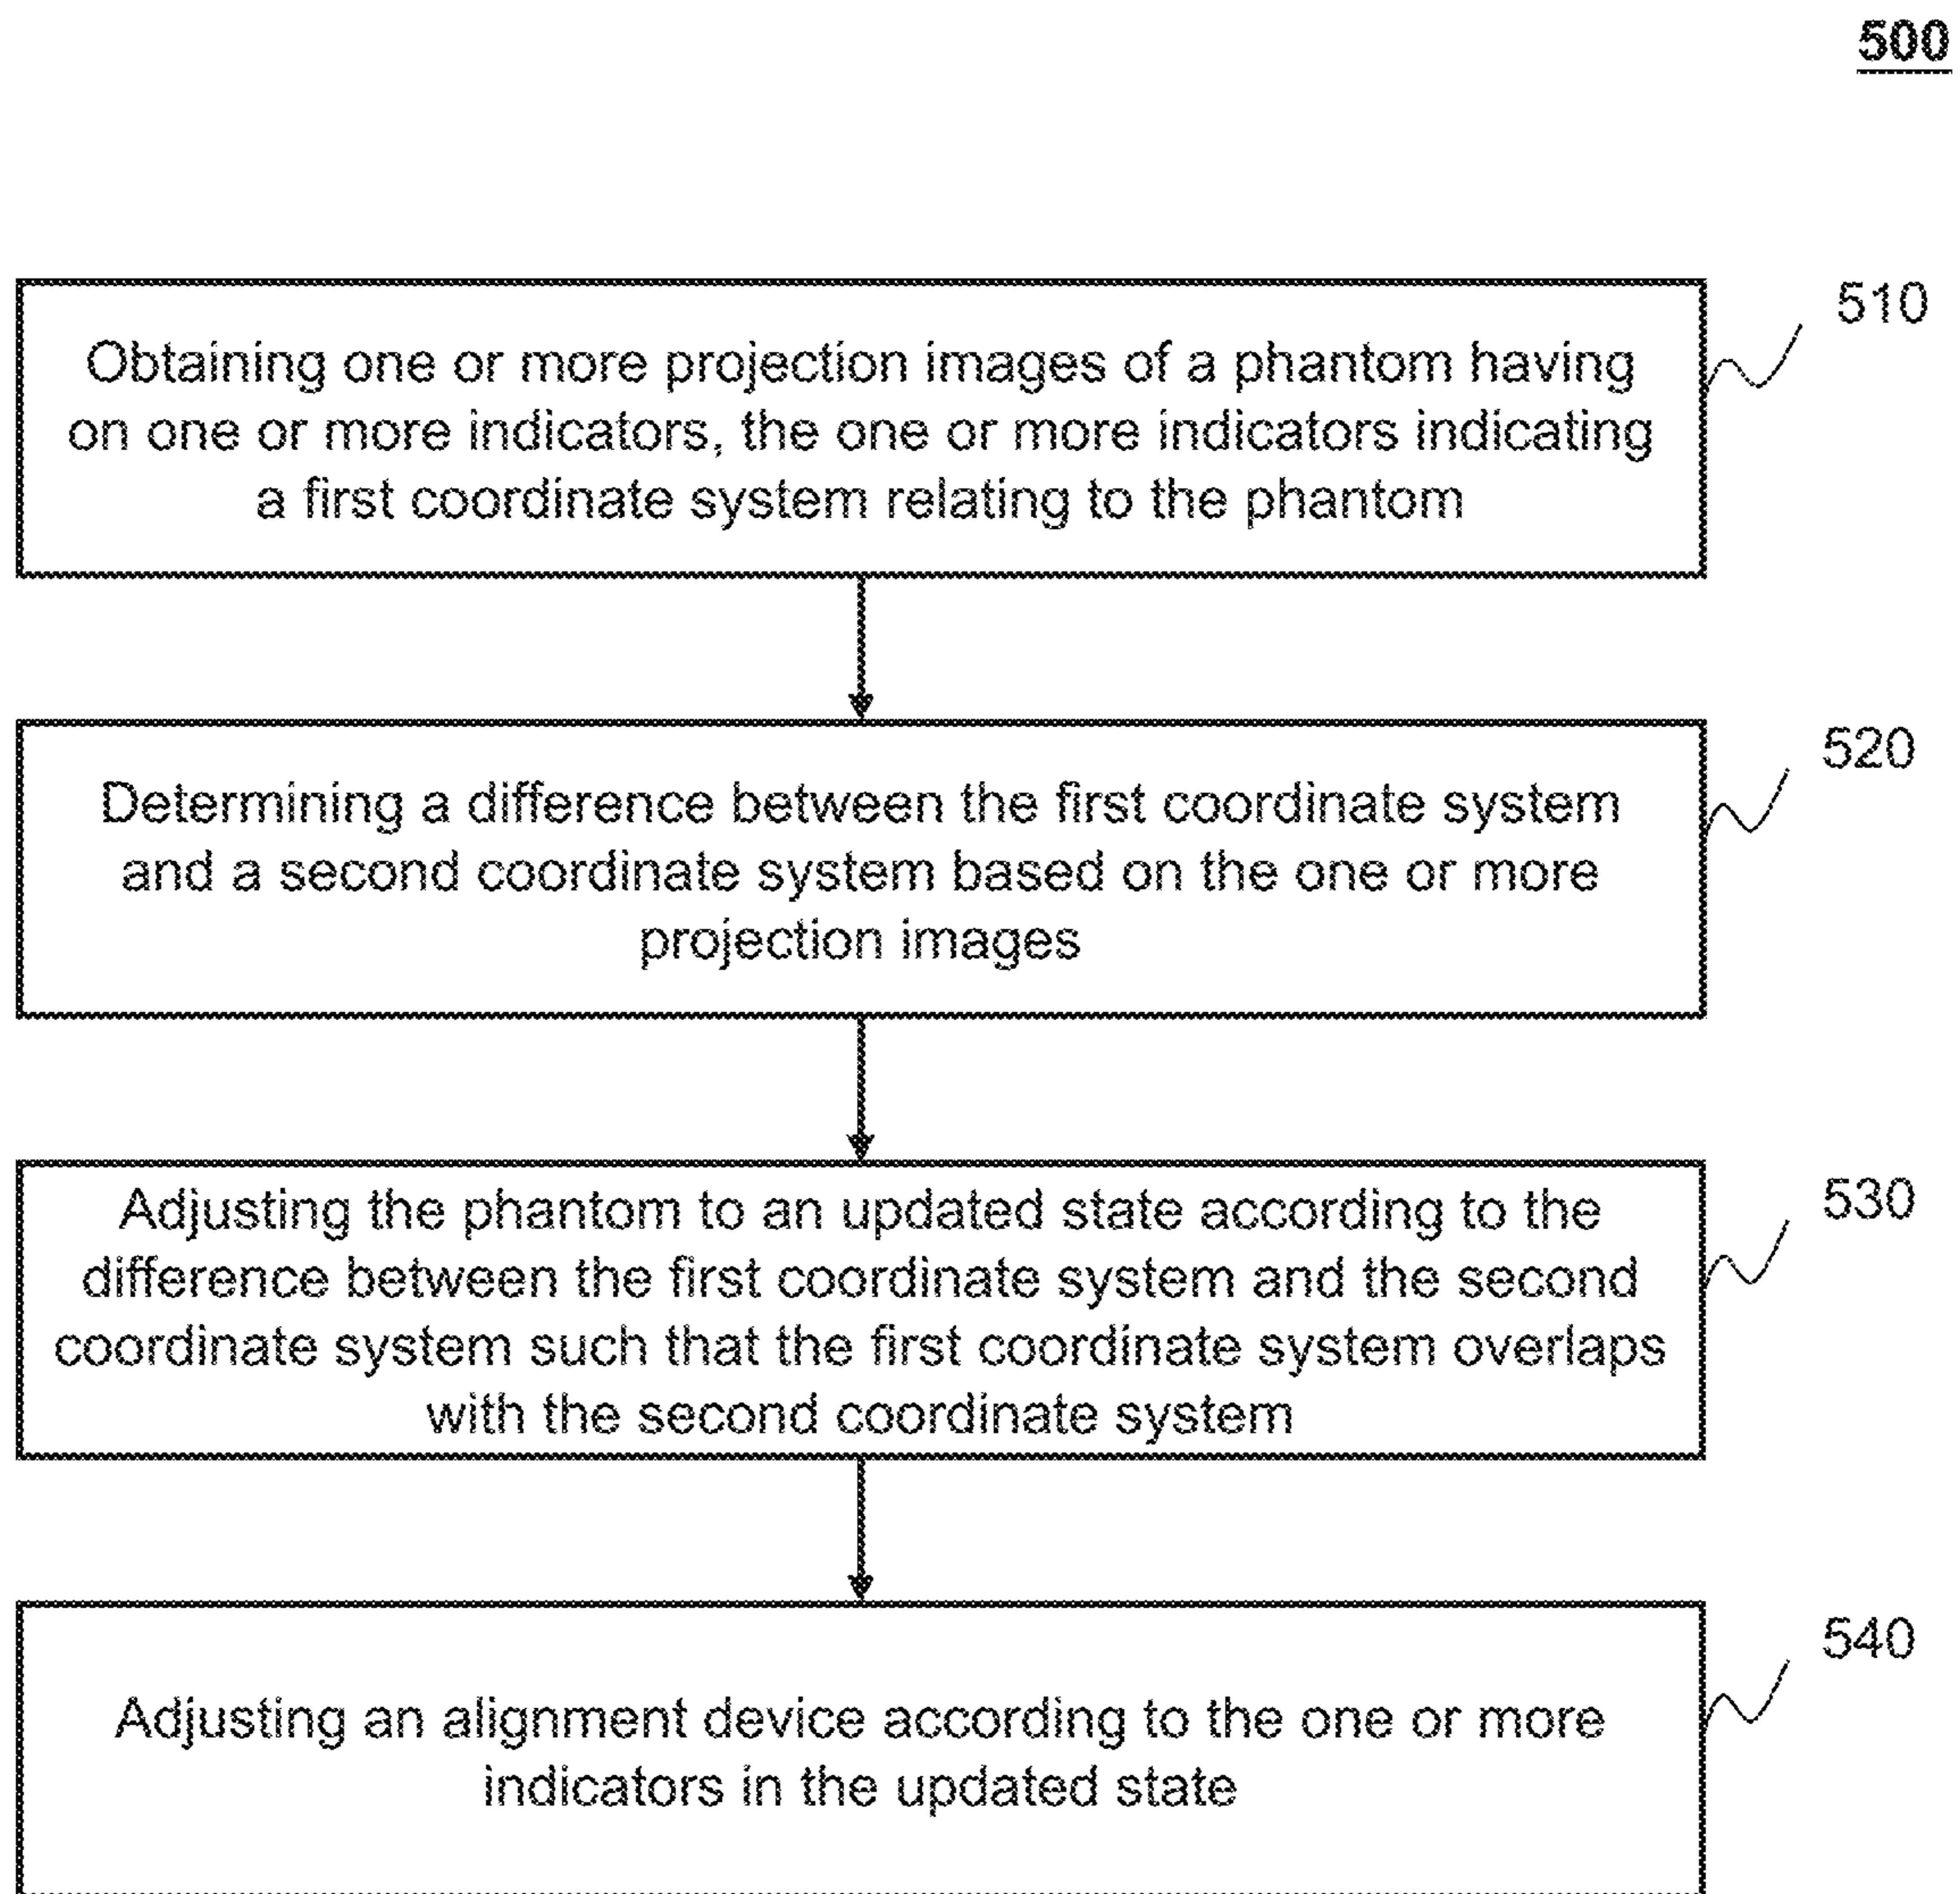 500
510
Obtaining one or more projection images of a phantom having
on one or more indicators, the one or more indicators indicating
a first coordinate system relating to the phantom
520
Determining a difference between the first coordinate system
and a second coordinate system based on the one or more
projection images
530
Adjusting the phantom to an updated state according to the
difference between the first coordinate system and the second
coordinate system such that the first coordinate system overlaps
with the second coordinate system
540
Adjusting an alignment device according to the one or more
indicators in the updated state